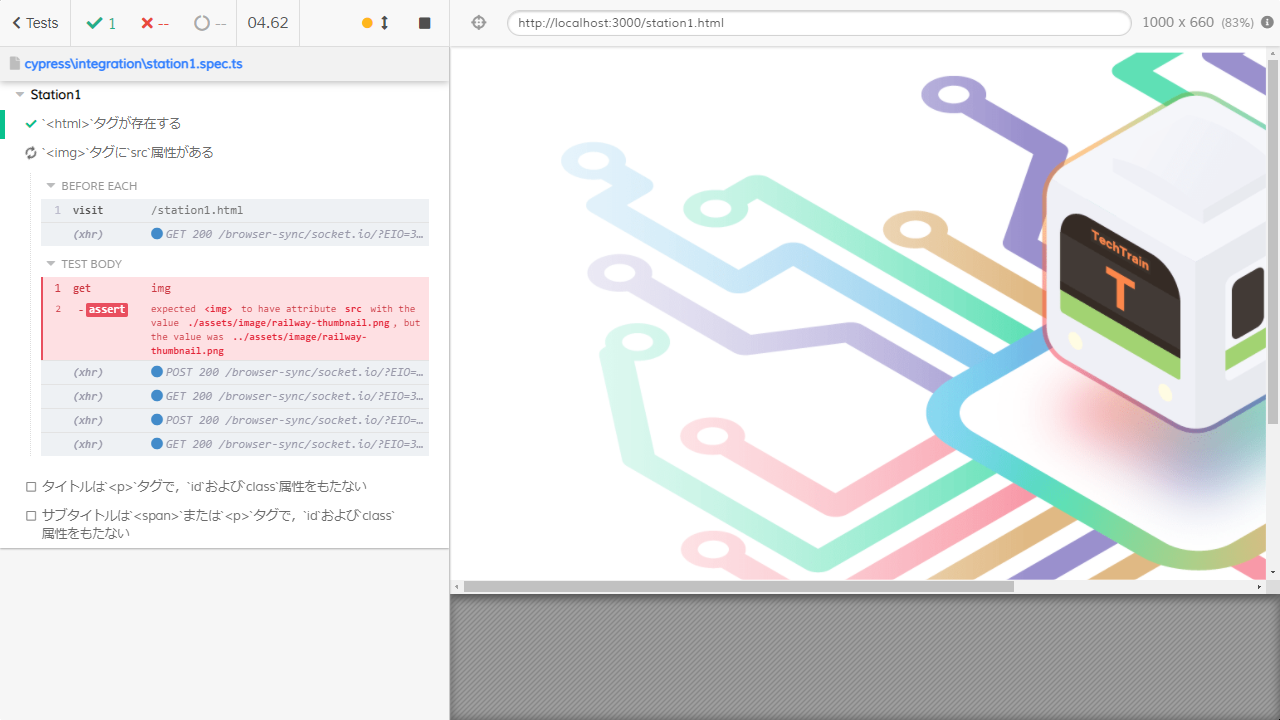 Tests
1
--
--
04.62
http://localhost:3000/station1.html
1000 x 660 (83%)
cypress\integration\station1.spec.ts
Station1
`<html>`タグが存在する
`<img>`タグに`src`属性がある
BEFORE EACH
1 visit /station1.html
(xhr) GET 200 /browser-sync/socket.io/?EIO=3…
TEST BODY
1 get img
2 - assert expected <img> to have attribute src with the
value ./assets/image/railway-thumbnail.png , but
the value was ../assets/image/railway-
thumbnail.png
(xhr) POST 200 /browser-sync/socket.io/?EIO=…
(xhr) GET 200 /browser-sync/socket.io/?EIO=3…
(xhr) POST 200 /browser-sync/socket.io/?EIO=…
(xhr) GET 200 /browser-sync/socket.io/?EIO=3…
タイトルは`<p>`タグで，`id`および`class`属性をもたない
サブタイトルは`<span>`または`<p>`タグで，`id`および`class`
属性をもたない
TechTrain
T